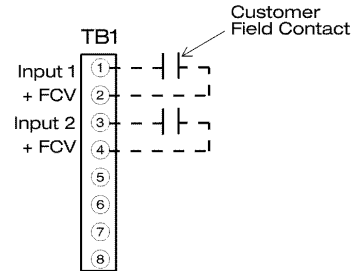 Customer
Field Contact
TB1
Input 1 1
+ FCV 2
Input 2 3
+ FCV 4
5
6
7
8